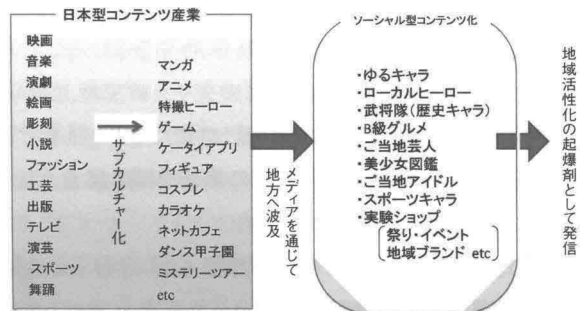 日本型コンテンツ産業
映画
音楽
演劇
絵画
彫刻
小説
ファッション
工芸
出版
テレビ
演芸
スポーツ
舞踊
サブカルチャー化
マンガ
アニメ
特撮ヒーロー
ゲーム
ケータイアプリ
フィギュア
コスプレ
カラオケ
ネットカフェ
ダンス甲子園
ミステリーツアー
etc
メディアを通じて
地方へ波及
ソーシャル型コンテンツ化
・ゆるキャラ
・ローカルヒーロー
・武将隊(歴史キャラ)
・B級グルメ
・ご当地芸人
・美少女図鑑
・ご当地アイドル
・スポーツキャラ
・実験ショップ
祭り・イベント
地域ブランド etc
地域活性化の起爆剤として発信